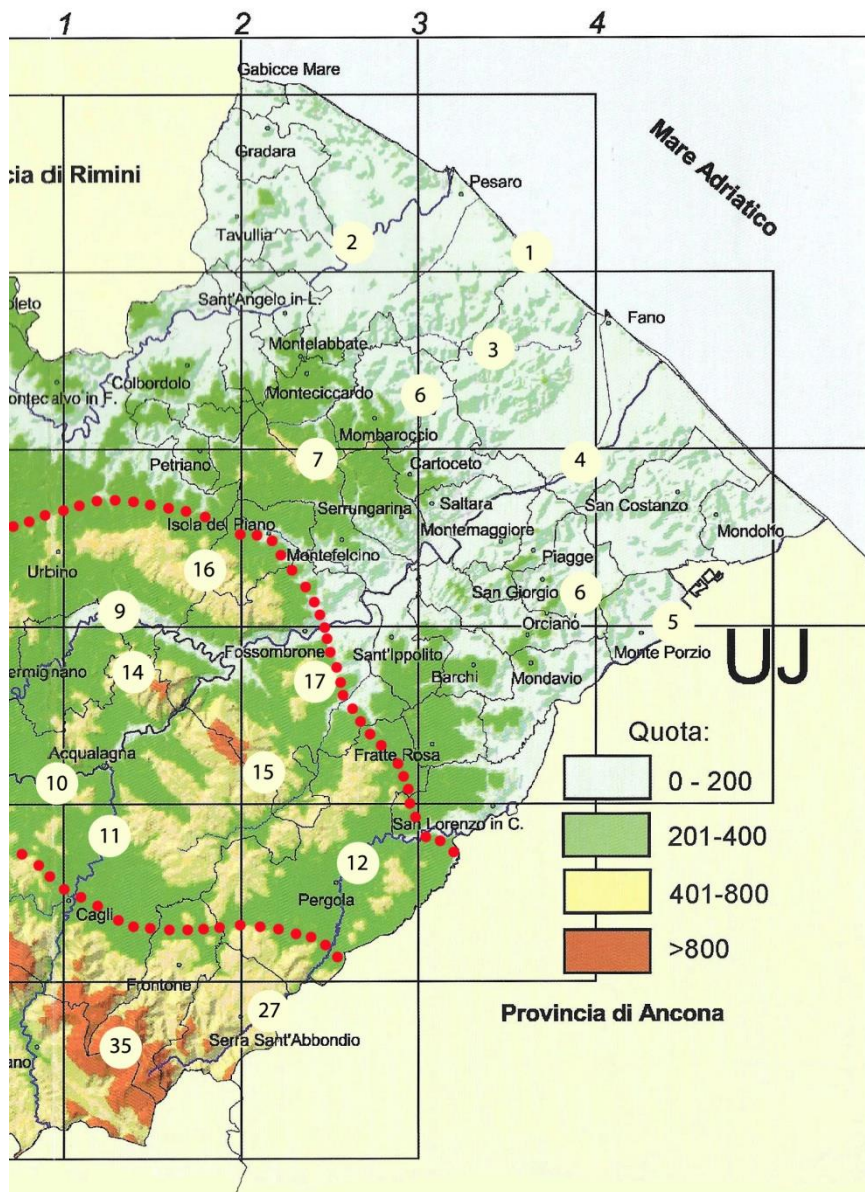 1 2 3 4
Gabicce Mare
Mare Adriatico
Gradara
cia di Rimini
Pesaro
Tavullia
2
1
Sant'Angelo in L.
oleto
Fano
Montelabbate
3
Colbordolo
Montecalvo in F.
Monteciccardo
6
Mombaroccio
Petriano
7
Cartoceto
4
San Costanzo
Saltara
Serrungarina
Mondolfo
Isola del Piano
Montemaggiore
Montefelcino
Piagge
Urbino
16
San Giorgio
6
9
Orciano
5
Fossombrone
Sant'Ippolito
Monte Porzio
UJ
ermignano
14
17
Barchi
Mondavio
Quota:
Acqualagna
Fratte Rosa
15
0 - 200
10
San Lorenzo in C.
11
201-400
12
Pergola
401-800
Cagli
>800
Frontone
27
Provincia di Ancona
35
Serra Sant'Abbondio
ano